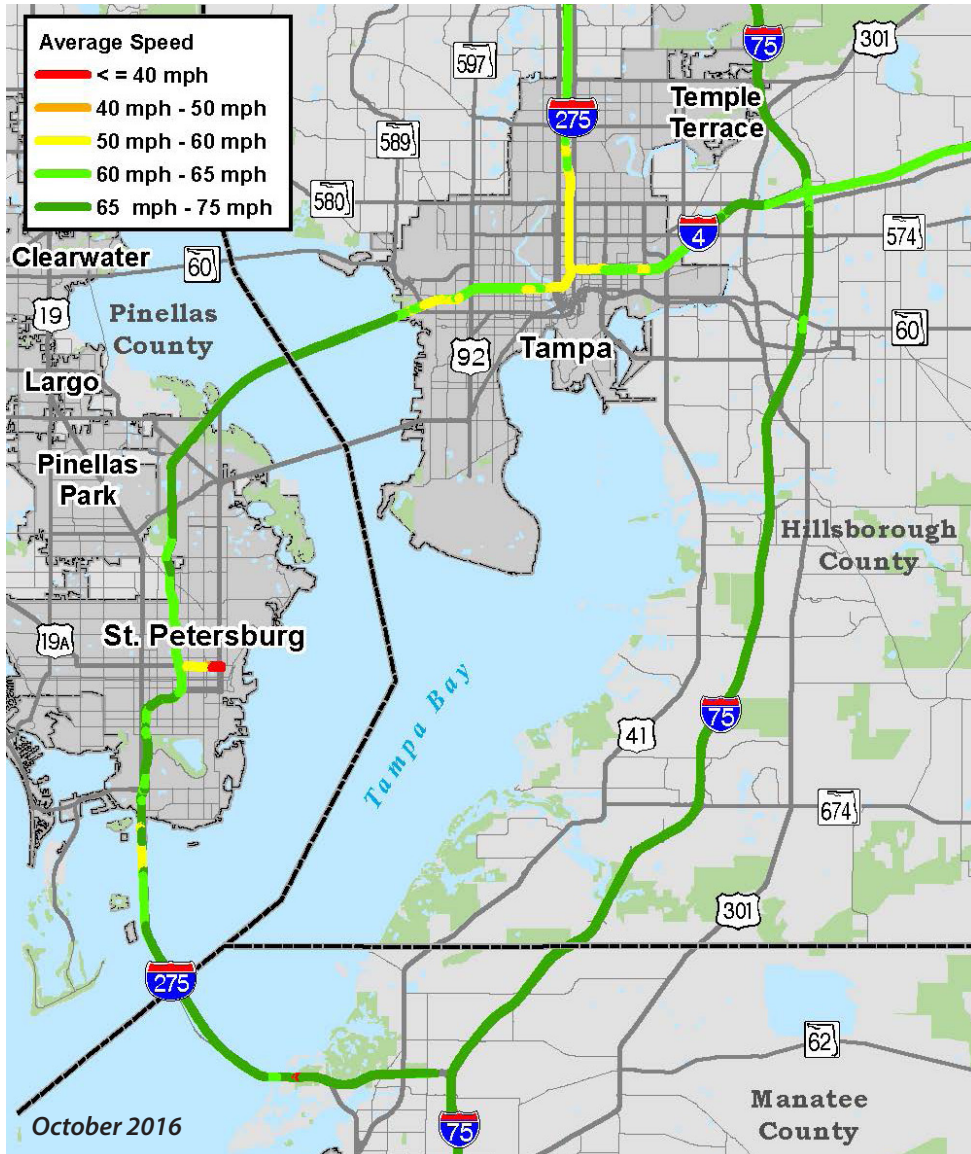 Average Speed
< = 40 mph
40 mph - 50 mph
50 mph - 60 mph
60 mph - 65 mph
65 mph - 75 mph
597
75
301
275
Temple
Terrace
589
580
4
574
Clearwater
60
19
Pinellas
County
60
92
Tampa
Largo
Pinellas
Park
Hillsborough
County
19A
St. Petersburg
Tampa Bay
75
41
674
301
275
62
Manatee
County
75
October 2016